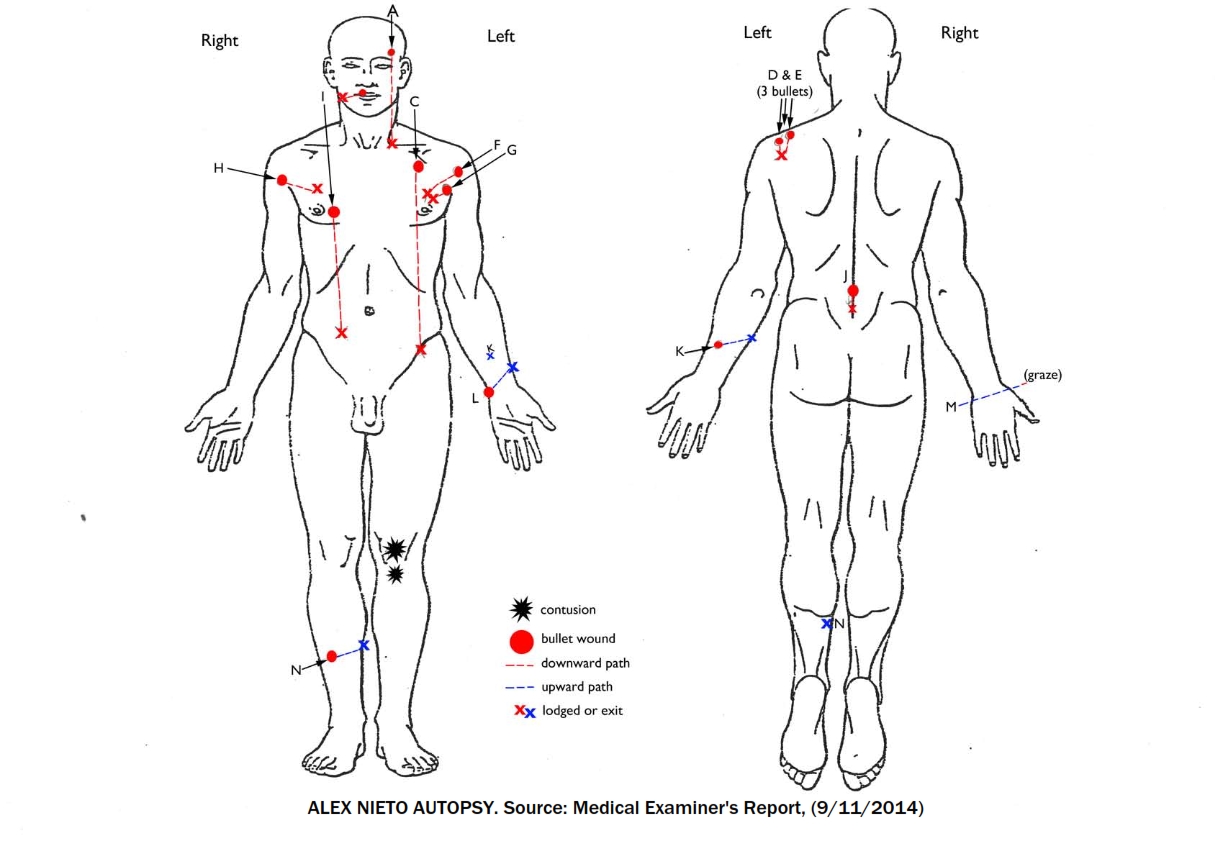 A
Right
Left
I
C
F
G
H
K
L
N
contusion
bullet wound
downward path
upward path
lodged or exit
Left
Right
D & E
(3 bullets)
J
K
(graze)
M
N
ALEX NIETO AUTOPSY. Source: Medical Examiner's Report, (9/11/2014)